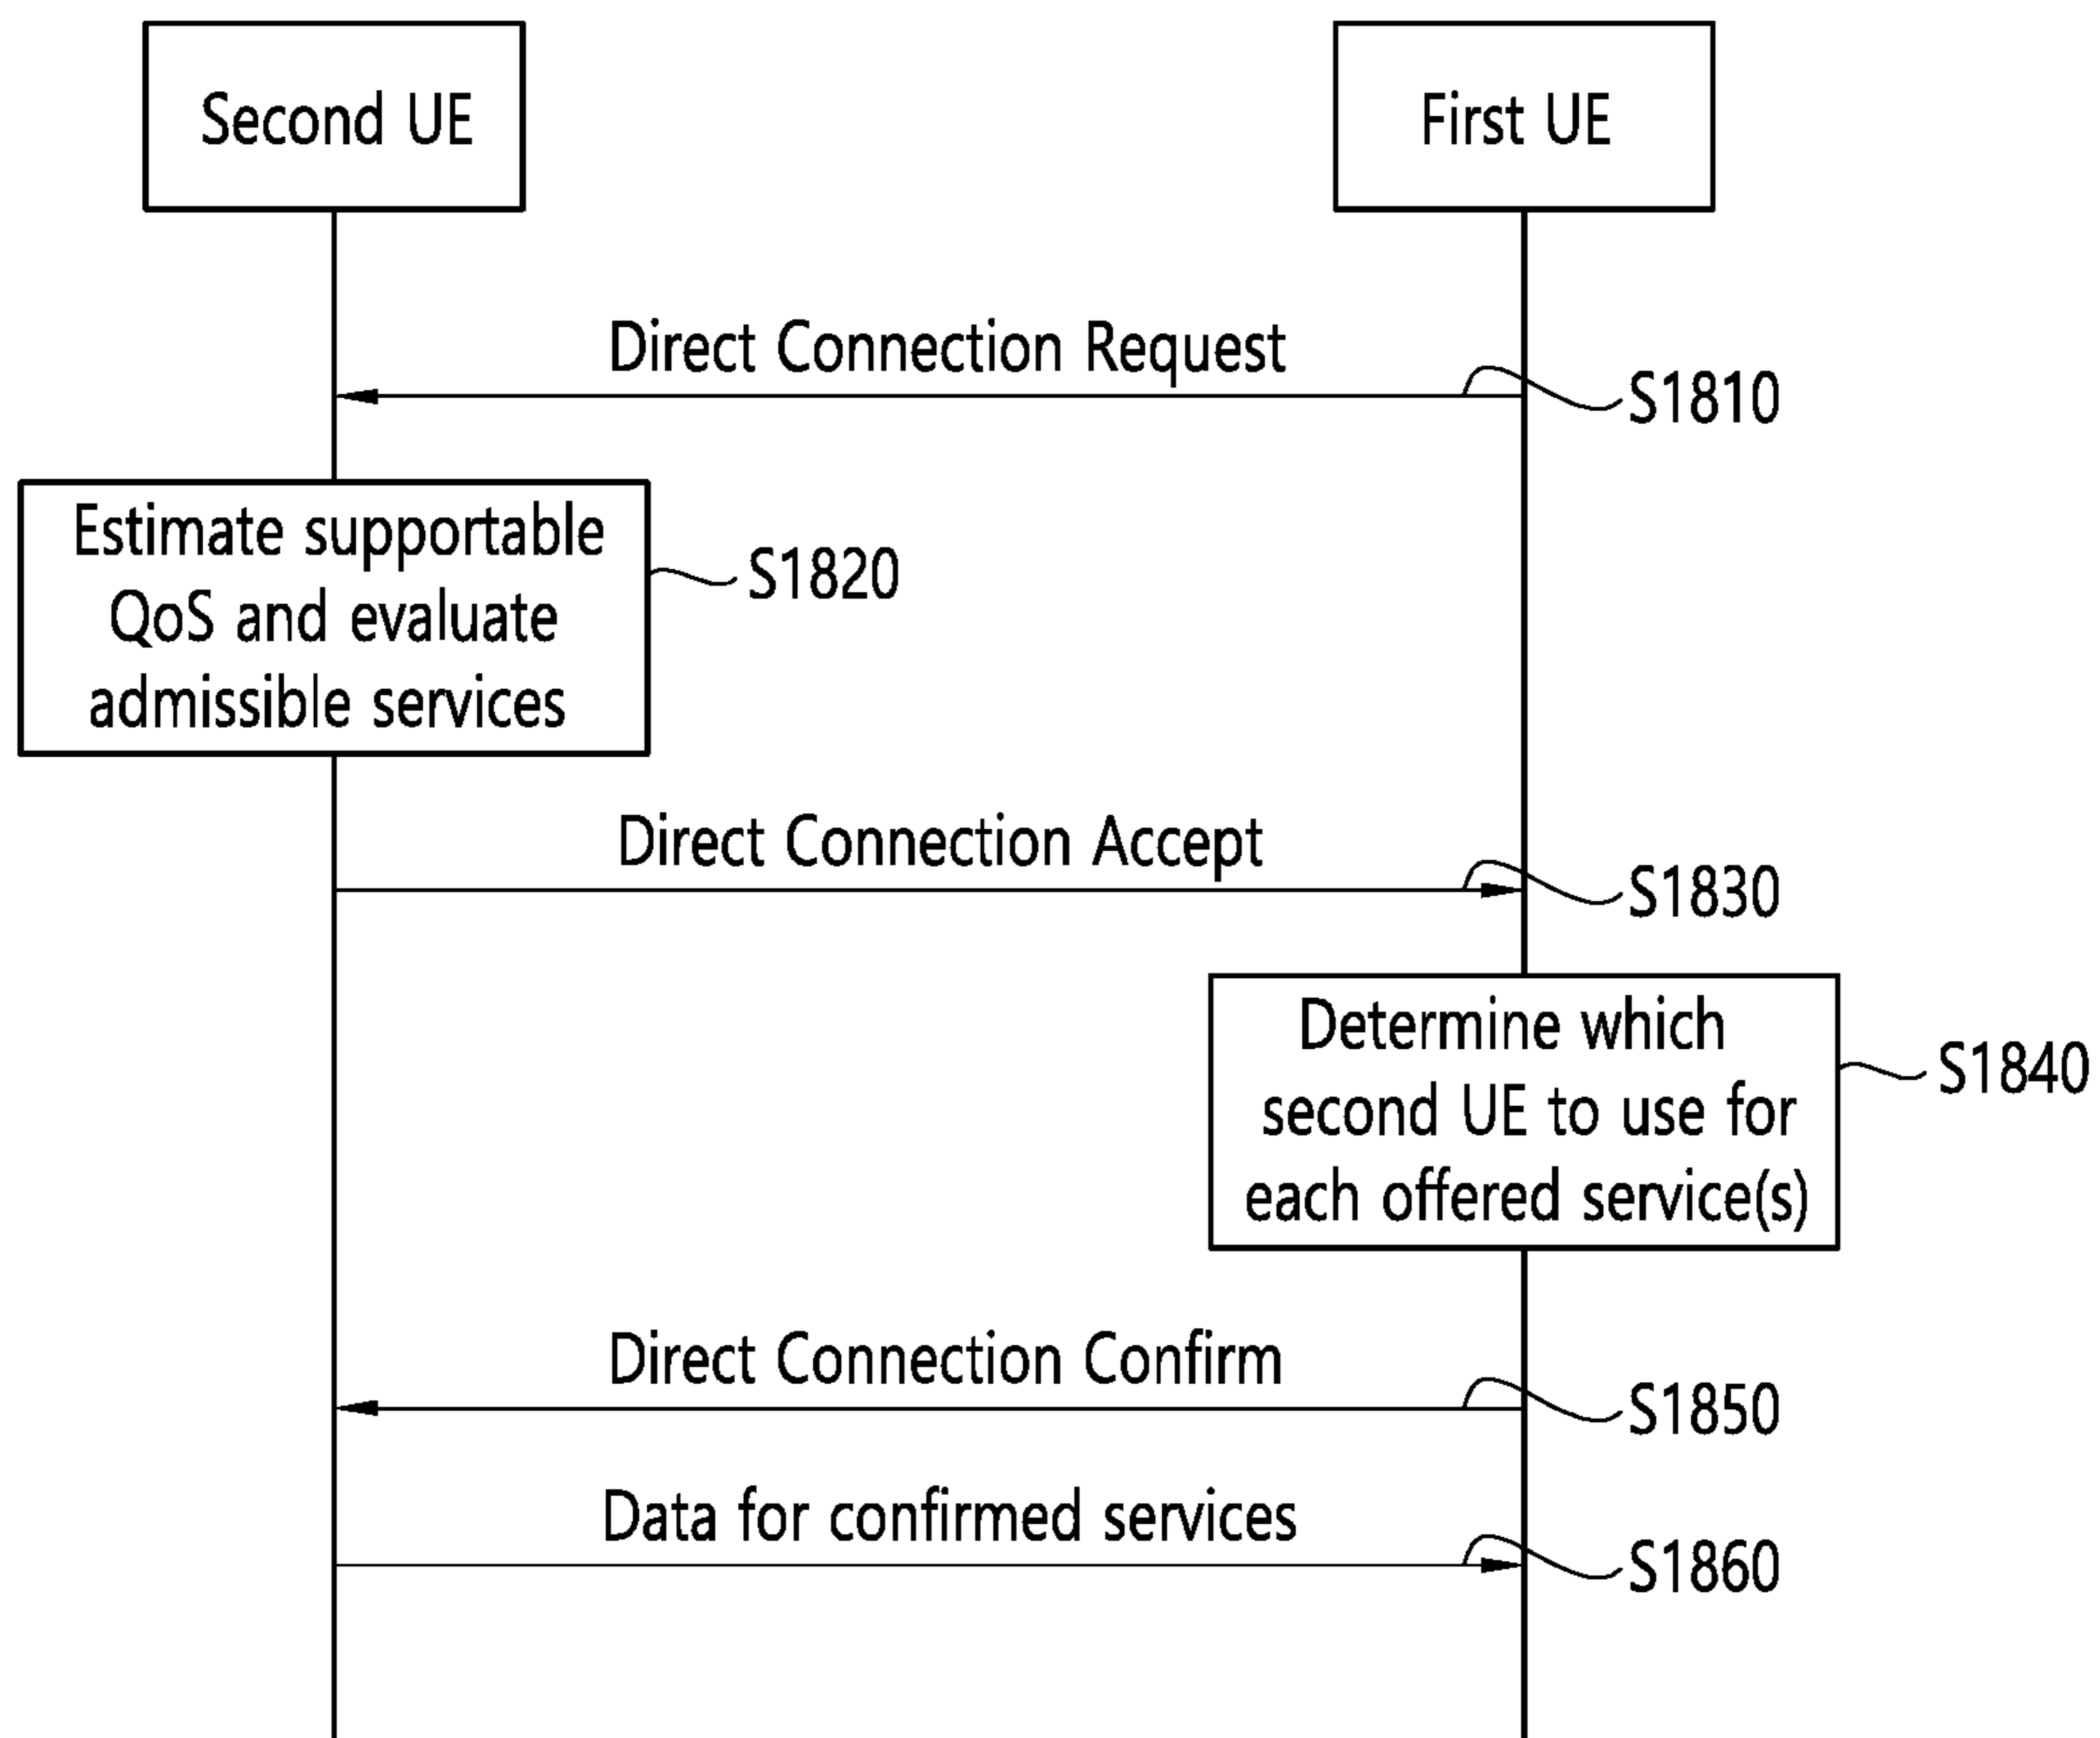 Second UE
First UE
Direct Connection Request
S1810
Estimate supportable
QoS and evaluate
admissible services
S1820
Direct Connection Accept
S1830
Determine which
second UE to use for
each offered service(s)
S1840
Direct Connection Confirm
S1850
Data for confirmed services
S1860